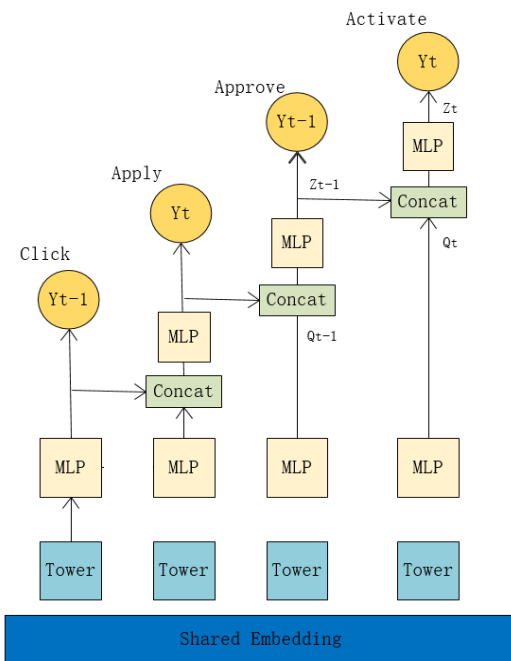 Activate
Yt
Approve
Zt
Yt-1
MLP
Apply
Zt-1
Concat
Yt
MLP
Qt
Click
Concat
Yt-1
MLP
Qt-1
Concat
MLP
MLP
MLP
MLP
Tower
Tower
Tower
Tower
Shared Embedding